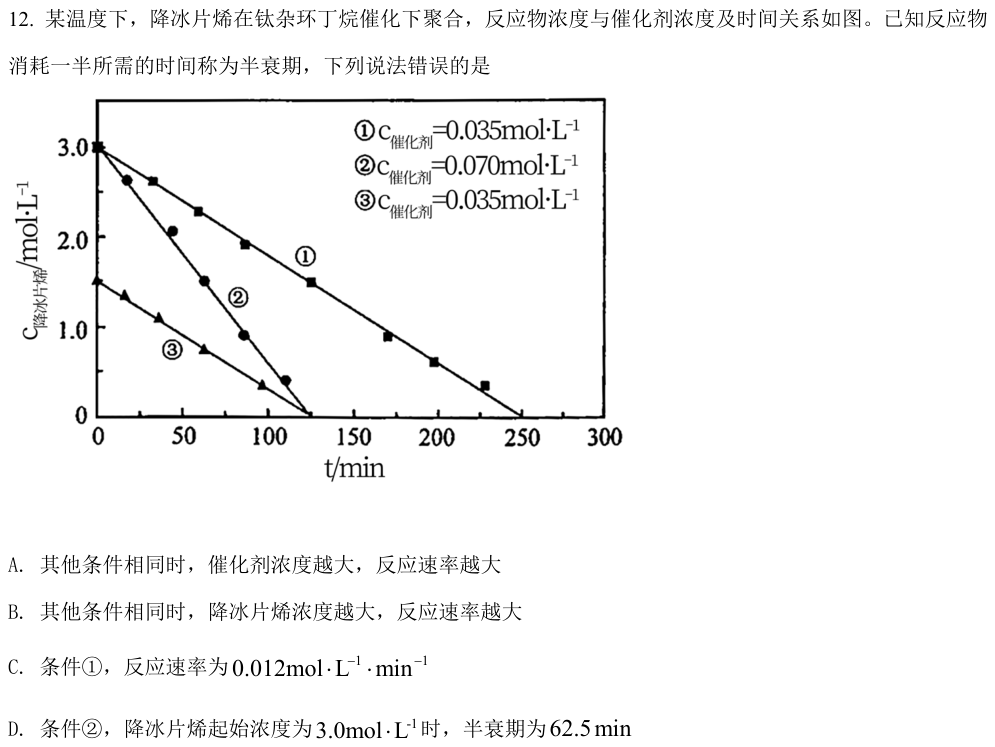 12. 某温度下，降冰片烯在钛杂环丁烷催化下聚合，反应物浓度与催化剂浓度及时间关系如图。已知反应物
消耗一半所需的时间称为半衰期，下列说法错误的是
①c催化剂=0.035mol·L⁻¹
②c催化剂=0.070mol·L⁻¹
③c催化剂=0.035mol·L⁻¹
c降冰片烯/mol·L⁻¹
3.0
2.0
1.0
0
①
②
③
0 50 100 150 200 250 300
t/min
A. 其他条件相同时，催化剂浓度越大，反应速率越大
B. 其他条件相同时，降冰片烯浓度越大，反应速率越大
C. 条件①，反应速率为0.012mol·L⁻¹·min⁻¹
D. 条件②，降冰片烯起始浓度为3.0mol·L⁻¹时，半衰期为62.5min